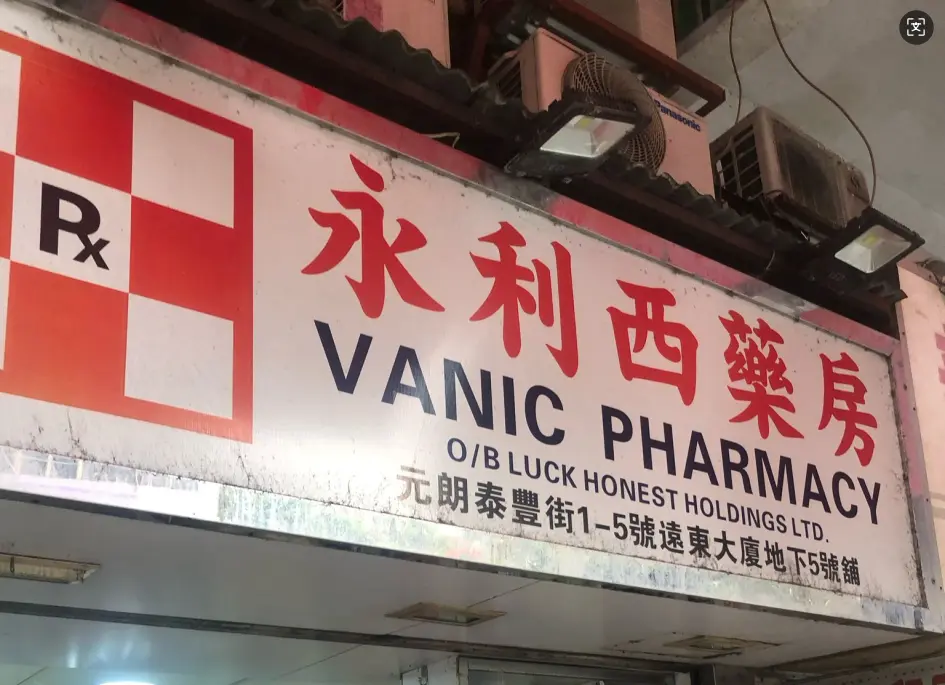 Panasonic
Rx
永利西藥房
VANIC PHARMACY
O/B LUCK HONEST HOLDINGS LTD.
元朗泰豐街1-5號遠東大廈地下5號舖